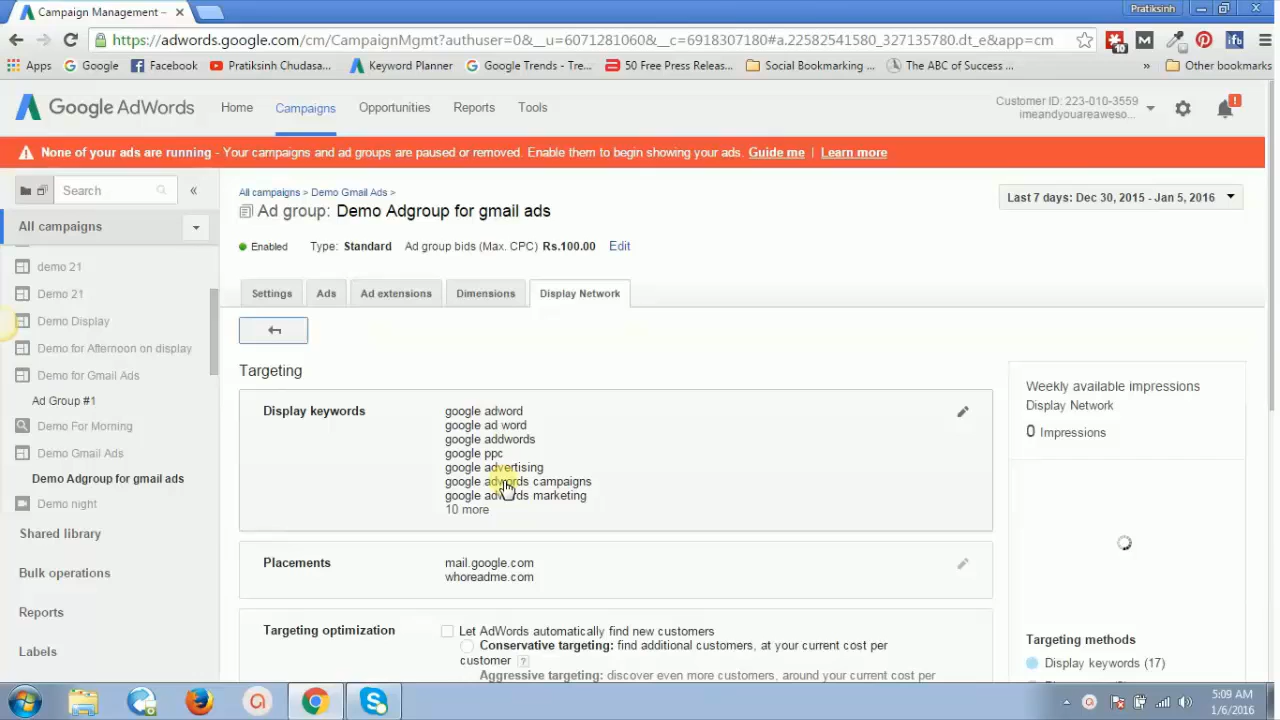 Campaign Management –
Pratiksinh
https://adwords.google.com/cm/CampaignMgmt?authuser=0&__u=6071281060&__c=6918307180#a.22582541580_327135780.dt_e&app=cm
10
Apps
Google
Facebook
Pratiksinh Chudasa...
Keyword Planner
Google Trends - Tre...
50 Free Press Releas...
Social Bookmarking ...
The ABC of Success ...
»
Other bookmarks
Google AdWords
Home
Campaigns
Opportunities
Reports
Tools
Customer ID: 223-010-3559
imeandyouareaweso...
None of your ads are running - Your campaigns and ad groups are paused or removed. Enable them to begin showing your ads. Guide me | Learn more
Search
«
All campaigns
demo 21
Demo 21
Demo Display
Demo for Afternoon on display
Demo for Gmail Ads
Ad Group #1
Demo For Morning
Demo Gmail Ads
Demo Adgroup for gmail ads
Demo night
Shared library
Bulk operations
Reports
Labels
All campaigns > Demo Gmail Ads >
Ad group: Demo Adgroup for gmail ads
Last 7 days: Dec 30, 2015 - Jan 5, 2016
Enabled Type: Standard Ad group bids (Max. CPC) Rs.100.00 Edit
Settings
Ads
Ad extensions
Dimensions
Display Network
Targeting
Display keywords
google adword
google ad word
google addwords
google ppc
google advertising
google adwords campaigns
google adwords marketing
10 more
Placements
mail.google.com
whoreadme.com
Targeting optimization
Let AdWords automatically find new customers
Conservative targeting: find additional customers, at your current cost per
customer ?
Aggressive targeting: discover even more customers, around your current cost per
Weekly available impressions
Display Network
0 Impressions
Targeting methods
Display keywords (17)
5:09 AM
1/6/2016